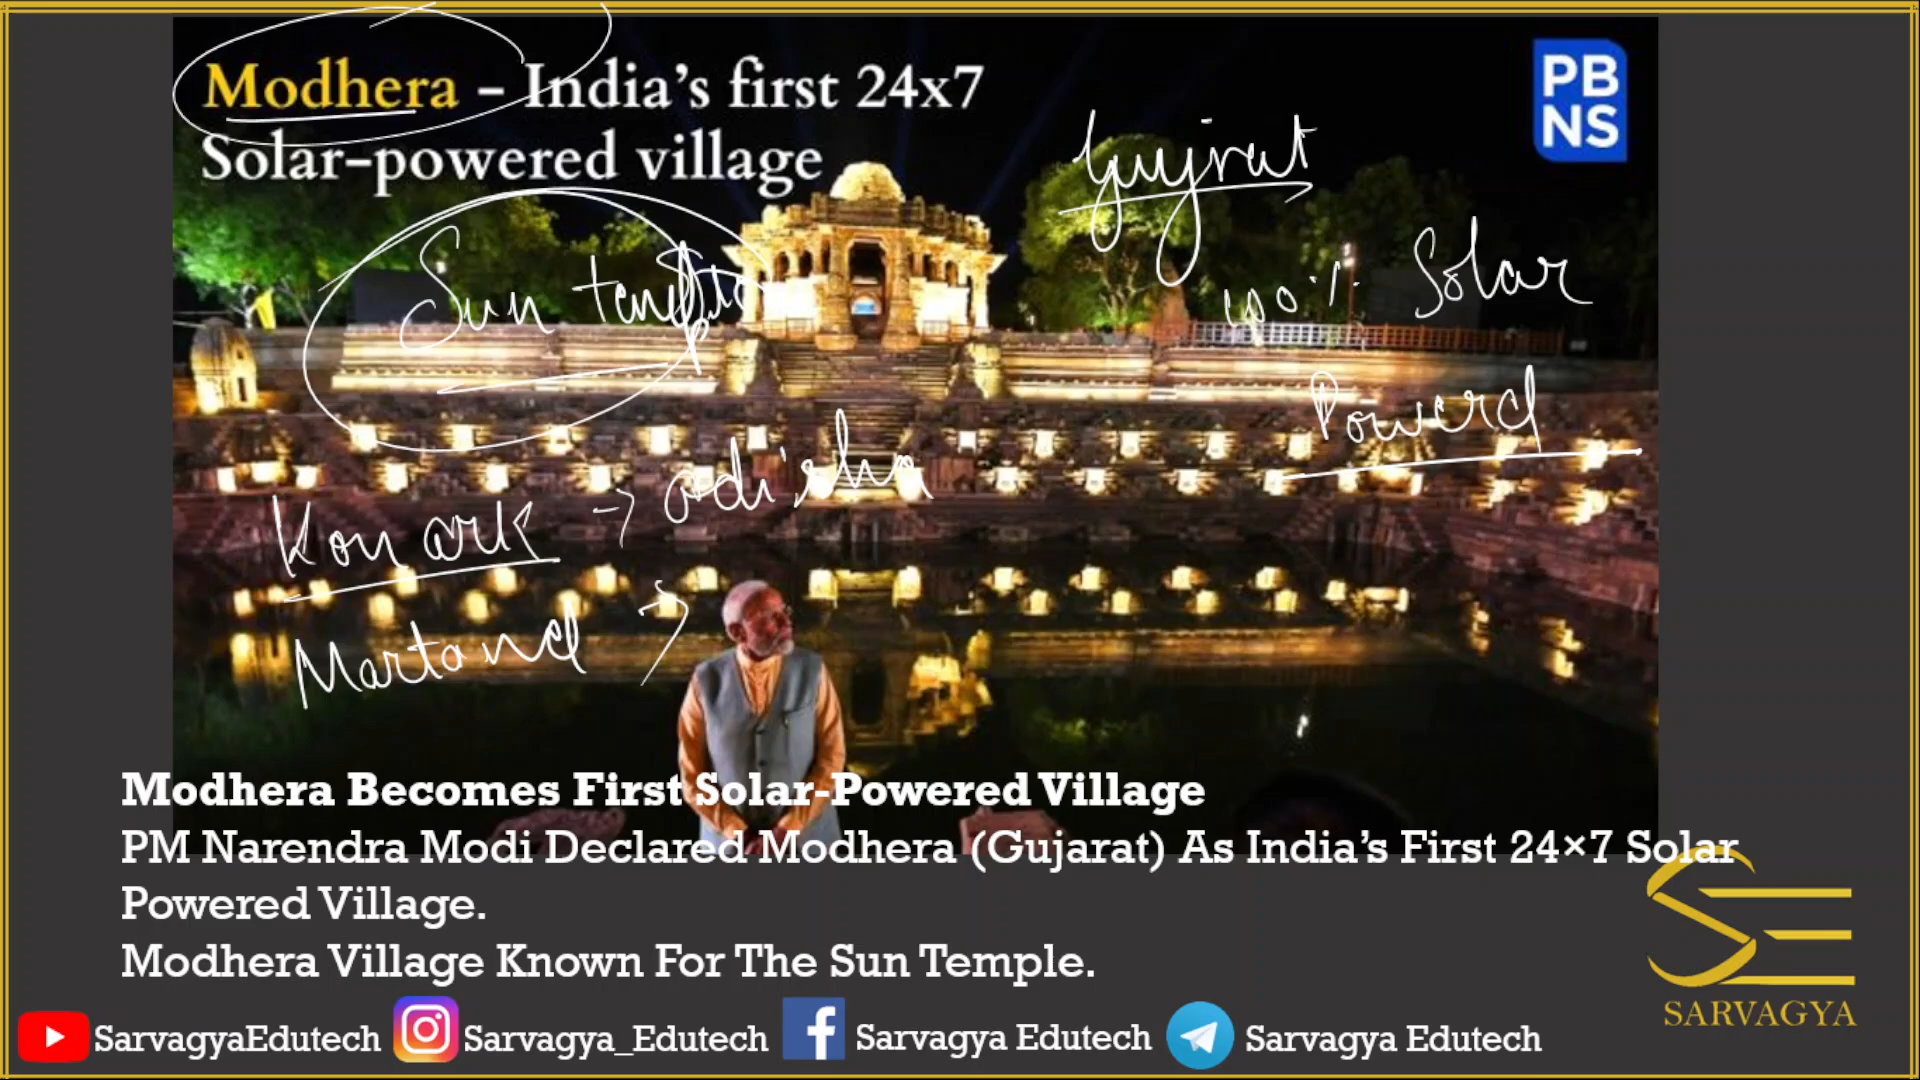 Modhera - India's first 24x7
Solar-powered village
PB
NS
Gujrat
100% Solar
Powerd
Sun temple
Konark → odisha
Martand →
Modhera Becomes First Solar-Powered Village
PM Narendra Modi Declared Modhera (Gujarat) As India's First 24×7 Solar
Powered Village.
Modhera Village Known For The Sun Temple.
SE
SARVAGYA
SarvagyaEdutech Sarvagya_Edutech Sarvagya Edutech Sarvagya Edutech